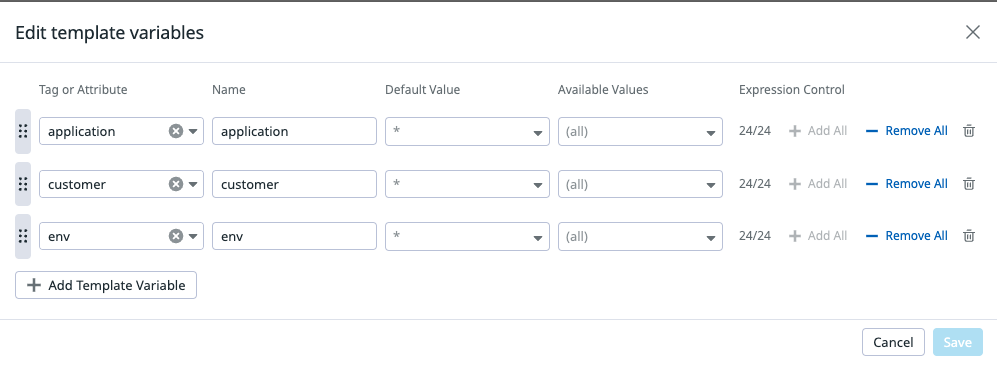 Edit template variables
Tag or Attribute Name Default Value Available Values Expression Control
application application * (all) 24/24 Add All Remove All
customer customer * (all) 24/24 Add All Remove All
env env * (all) 24/24 Add All Remove All
Add Template Variable
Cancel Save